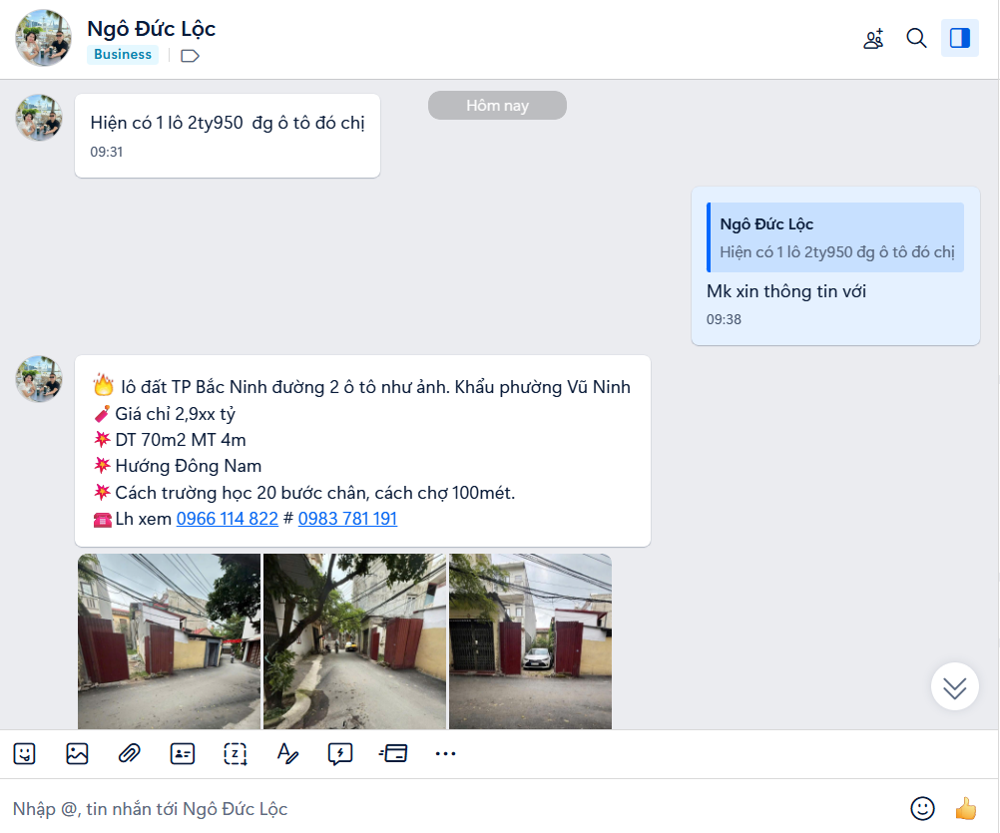 Ngô Đức Lộc
Business
Hôm nay
Hiện có 1 lô 2ty950 đg ô tô đó chị
09:31
Ngô Đức Lộc
Hiện có 1 lô 2ty950 đg ô tô đó chị
Mk xin thông tin với
09:38
🔥 lô đất TP Bắc Ninh đường 2 ô tô như ảnh. Khẩu phường Vũ Ninh
🧨 Giá chỉ 2,9xx tỷ
💥 DT 70m2 MT 4m
💥 Hướng Đông Nam
💥 Cách trường học 20 bước chân, cách chợ 100mét.
☎️ Lh xem 0966 114 822 # 0983 781 191
Nhập @, tin nhắn tới Ngô Đức Lộc